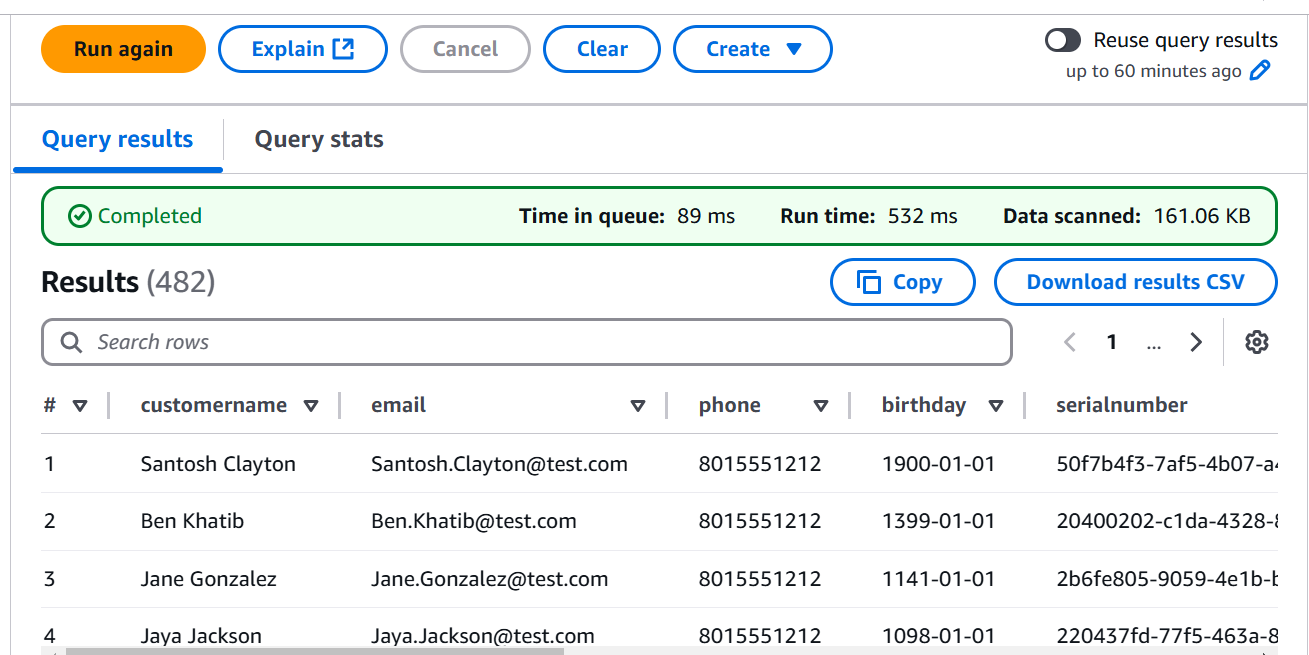 Run again Explain Cancel Clear Create Reuse query results
up to 60 minutes ago
Query results Query stats
Completed Time in queue: 89 ms Run time: 532 ms Data scanned: 161.06 KB
Results (482) Copy Download results CSV
Search rows 1 ...
# customername email phone birthday serialnumber
1 Santosh Clayton Santosh.Clayton@test.com 8015551212 1900-01-01 50f7b4f3-7af5-4b07-a4
2 Ben Khatib Ben.Khatib@test.com 8015551212 1399-01-01 20400202-c1da-4328-8
3 Jane Gonzalez Jane.Gonzalez@test.com 8015551212 1141-01-01 2b6fe805-9059-4e1b-b
4 Jaya Jackson Jaya.Jackson@test.com 8015551212 1098-01-01 220437fd-77f5-463a-8